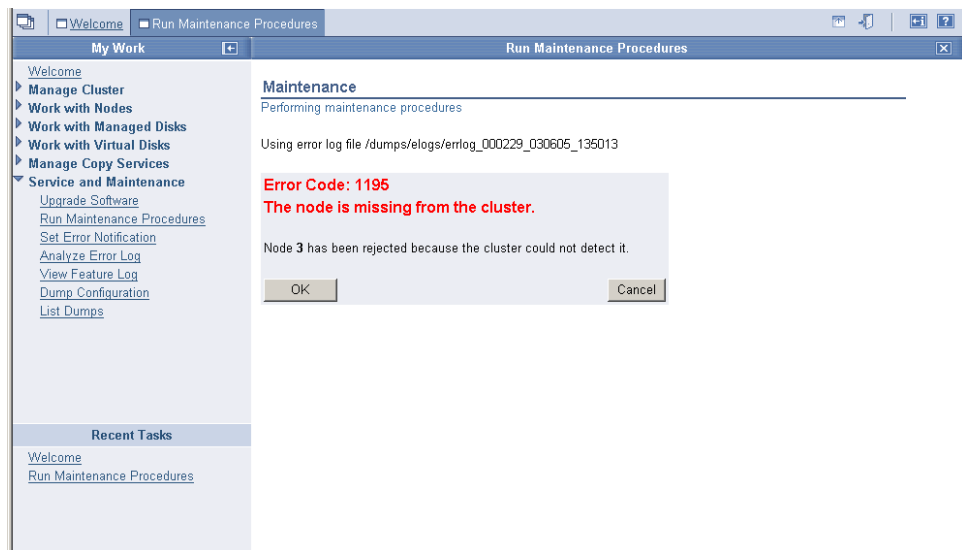 Welcome
Run Maintenance Procedures
My Work
Run Maintenance Procedures
Welcome
Manage Cluster
Work with Nodes
Work with Managed Disks
Work with Virtual Disks
Manage Copy Services
Service and Maintenance
Upgrade Software
Run Maintenance Procedures
Set Error Notification
Analyze Error Log
View Feature Log
Dump Configuration
List Dumps
Recent Tasks
Welcome
Run Maintenance Procedures
Maintenance
Performing maintenance procedures
Using error log file /dumps/elogs/errlog_000229_030605_135013
Error Code: 1195
The node is missing from the cluster.
Node 3 has been rejected because the cluster could not detect it.
OK
Cancel